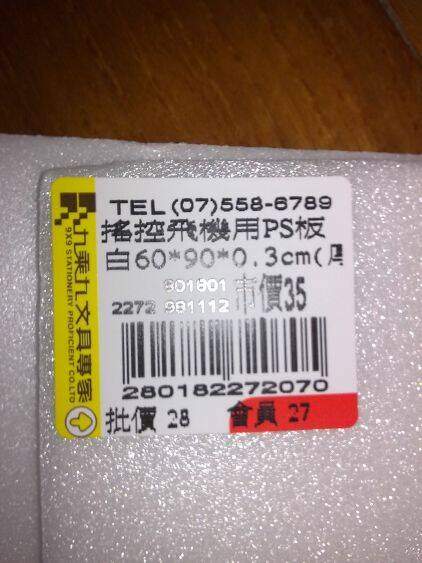 TEL(07)558-6789
搖控飛機用PS板
白60*90*0.3cm(
801801
2272 981112 市價35
280182272070
批價 28 會員 27
九乘九文具專家
9X9 STATIONERY PROFICIENT CO.LTD